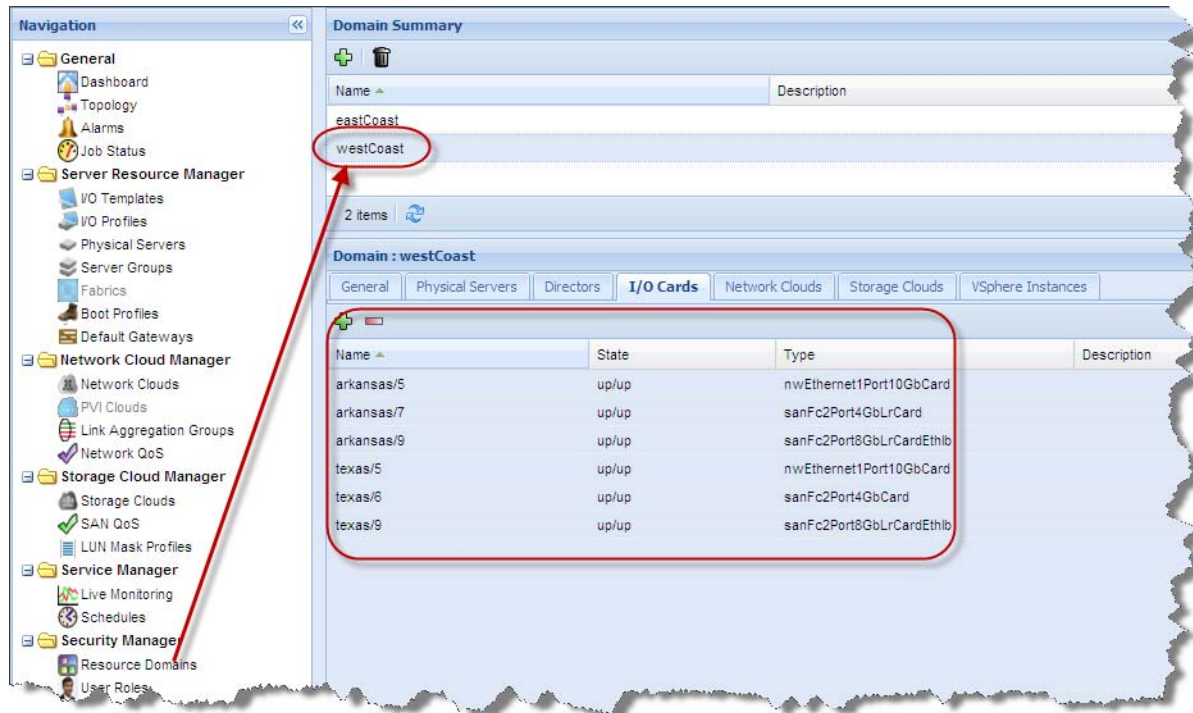 Navigation
General
Dashboard
Topology
Alarms
Job Status
Server Resource Manager
I/O Templates
I/O Profiles
Physical Servers
Server Groups
Fabrics
Boot Profiles
Default Gateways
Network Cloud Manager
Network Clouds
PVI Clouds
Link Aggregation Groups
Network QoS
Storage Cloud Manager
Storage Clouds
SAN QoS
LUN Mask Profiles
Service Manager
Live Monitoring
Schedules
Security Manager
Resource Domains
User Roles
Domain Summary
Name Description
eastCoast
westCoast
2 items
Domain : westCoast
General Physical Servers Directors I/O Cards Network Clouds Storage Clouds VSphere Instances
Name State Type Description
arkansas/5 up/up nwEthernet1Port10GbCard
arkansas/7 up/up sanFc2Port4GbLrCard
arkansas/9 up/up sanFc2Port8GbLrCardEthIb
texas/5 up/up nwEthernet1Port10GbCard
texas/6 up/up sanFc2Port4GbCard
texas/9 up/up sanFc2Port8GbLrCardEthIb